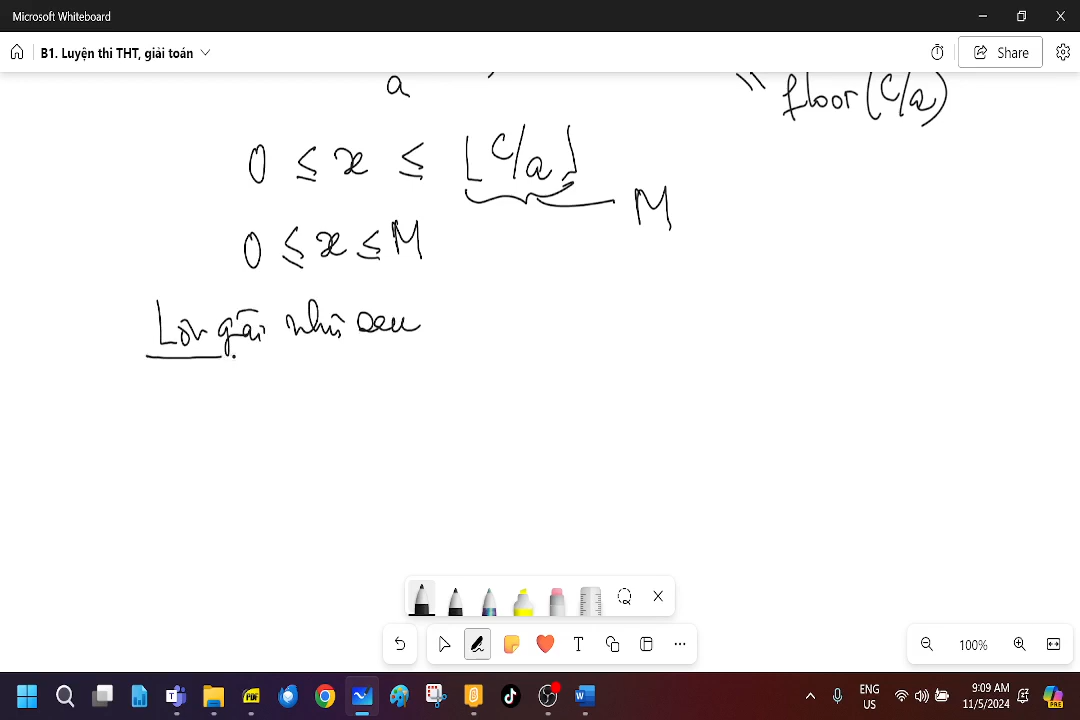 Microsoft Whiteboard
B1. Luyện thi THT, giải toán
Share
a
floor(C/a)
0 ≤ x ≤ ⌊C/a⌋
M
0 ≤ x ≤ M
Lời giải như sau
100%
ENG
US
9:09 AM
11/5/2024